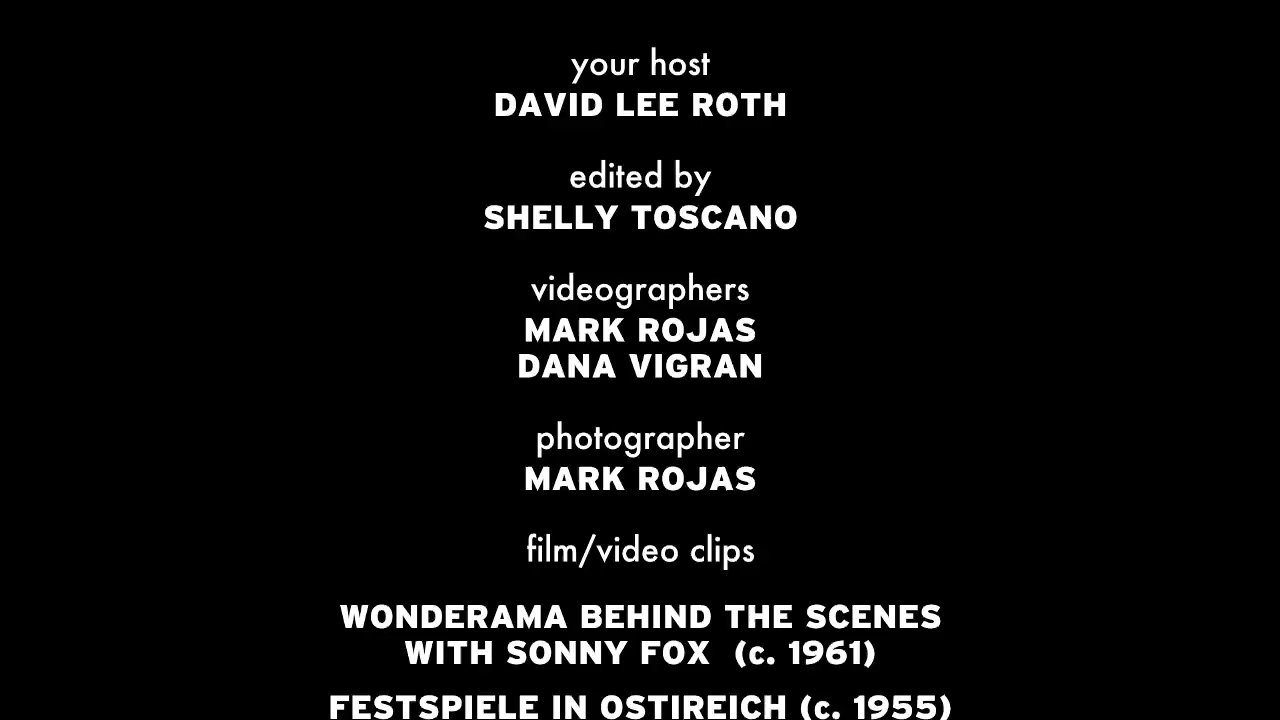 your host
DAVID LEE ROTH
edited by
SHELLY TOSCANO
videographers
MARK ROJAS
DANA VIGRAN
photographer
MARK ROJAS
film/video clips
WONDERAMA BEHIND THE SCENES
WITH SONNY FOX (c. 1961)
FESTSPIELE IN OSTIREICH (c. 1955)